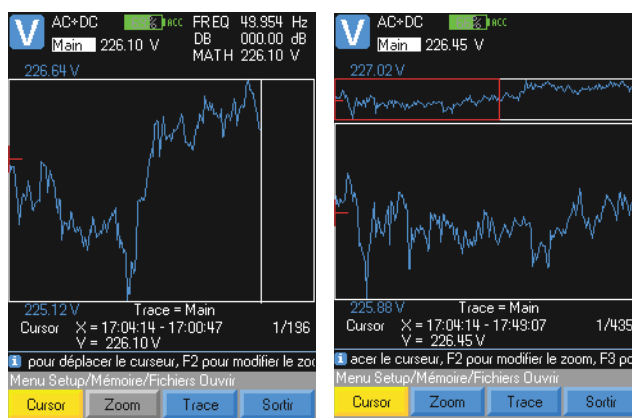 V AC+DC ACC FREQ 49.954 Hz
DB 000.00 dB
Main 226.10 V
MATH 226.10 V
226.64 V
225.12 V Trace = Main
Cursor X = 17:04:14 - 17:00:47 1/196
V = 226.10 V
i pour déplacer le curseur, F2 pour modifier le zo
Menu Setup/Mémoire/Fichiers Ouvrir
Cursor Zoom Trace Sortir
V AC+DC ACC
Main 226.45 V
227.02 V
225.88 V Trace = Main
Cursor X = 17:04:14 - 17:49:07 1/435
V = 226.45 V
i acer le curseur, F2 pour modifier le zoom, F3 po
Menu Setup/Mémoire/Fichiers Ouvrir
Cursor Zoom Trace Sortir